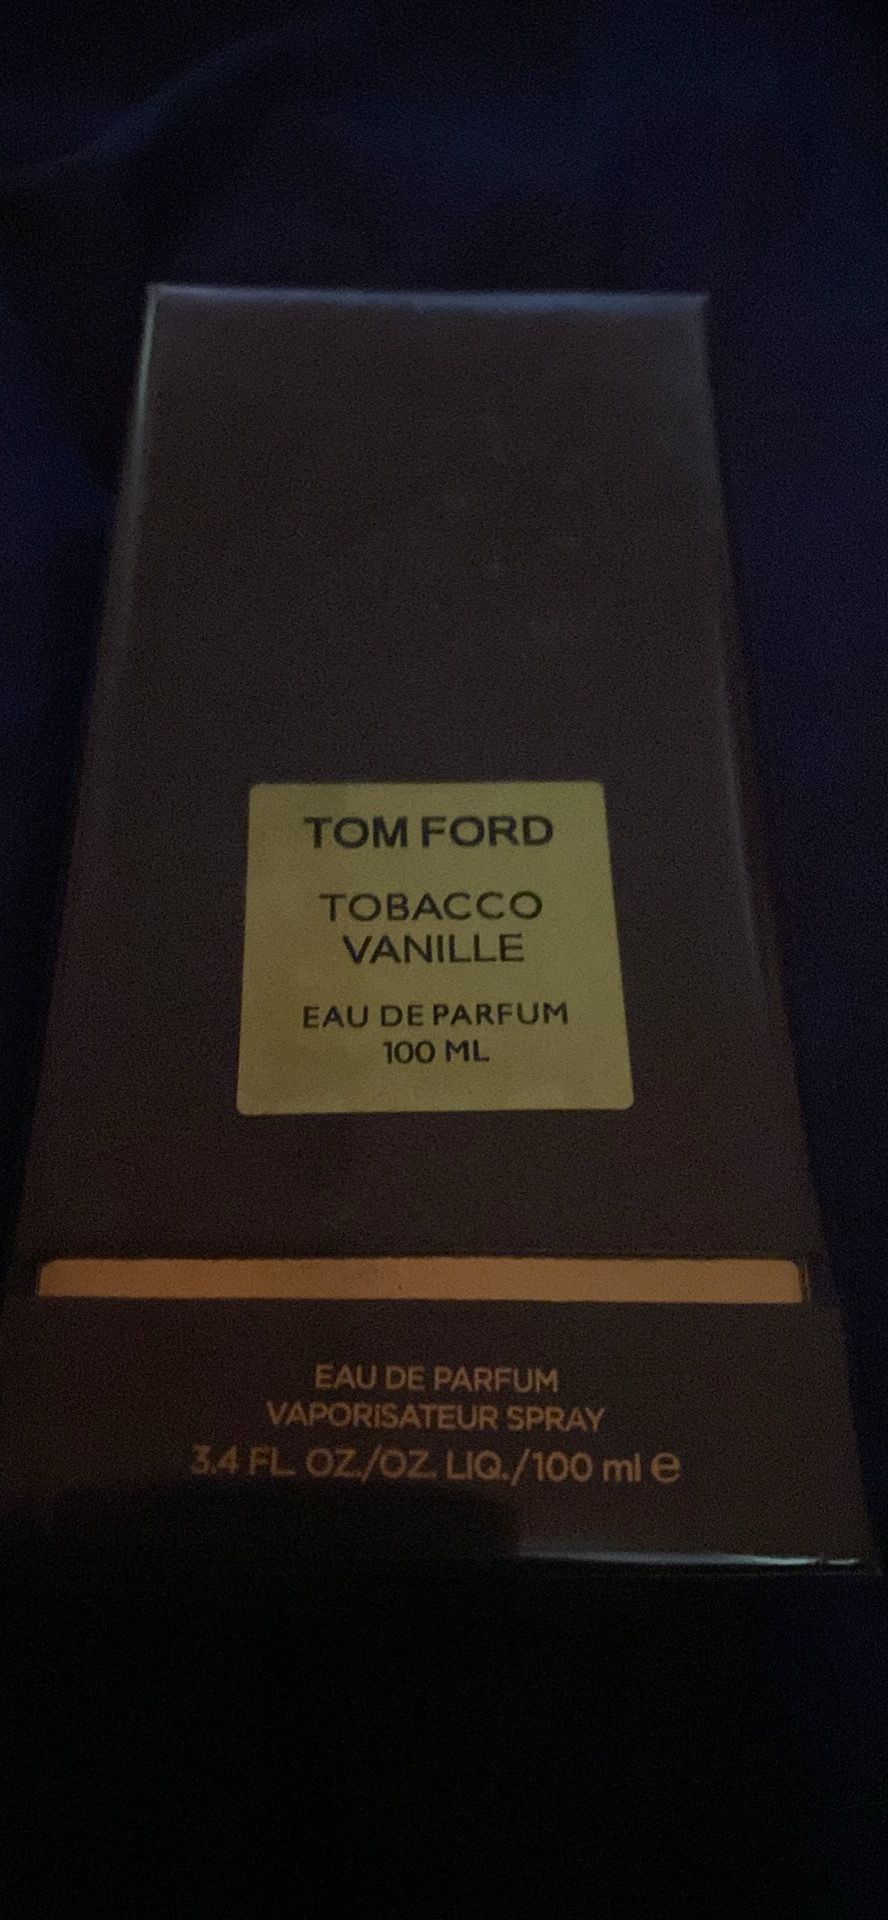 TOM FORD
TOBACCO
VANILLE
EAU DE PARFUM
100 ML
EAU DE PARFUM
VAPORISATEUR SPRAY
3.4 FL. OZ./OZ. LIQ./100 ml ℮